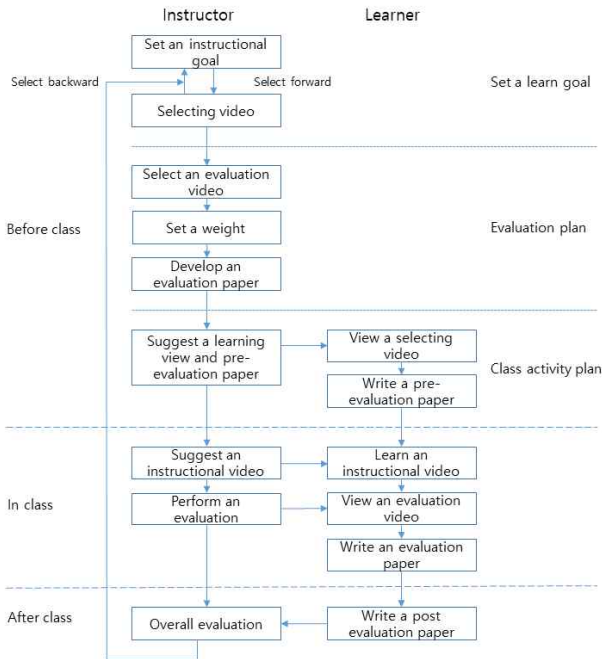 Instructor
Learner
Set an instructional
goal
Select backward
Select forward
Set a learn goal
Selecting video
Select an evaluation
video
Before class
Set a weight
Evaluation plan
Develop an
evaluation paper
Suggest a learning
view and pre-
evaluation paper
View a selecting
video
Class activity plan
Write a pre-
evaluation paper
Suggest an
instructional video
Learn an
instructional video
In class
Perform an
evaluation
View an evaluation
video
Write an evaluation
paper
After class
Overall evaluation
Write a post
evaluation paper